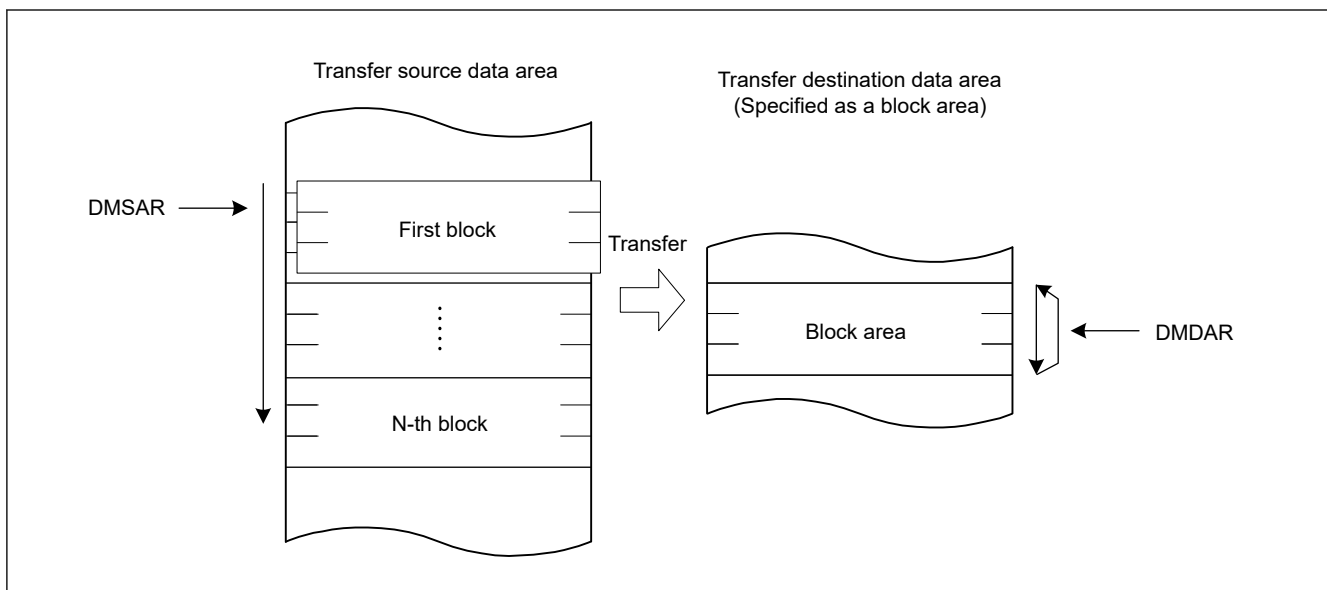 Transfer source data area
Transfer destination data area
(Specified as a block area)
DMSAR
First block
Transfer
Block area
DMDAR
N-th block